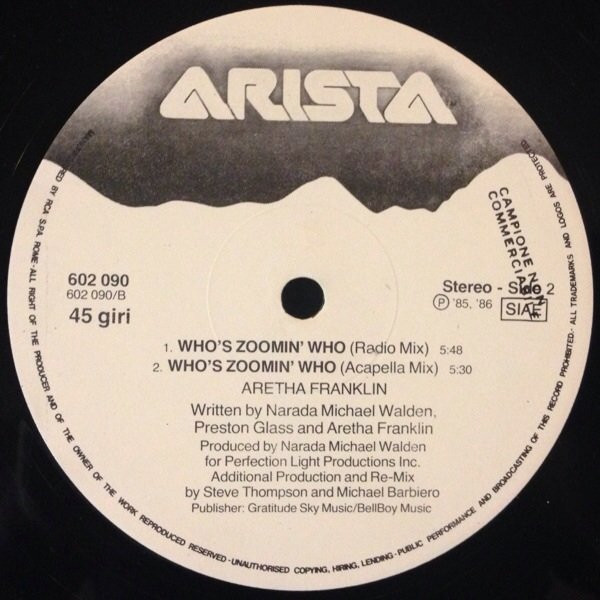 ARISTA
602 090
602 090/B
45 giri
Stereo - Side 2
Ⓟ '85, '86
SIAE
CAMPIONE NON
COMMERCIABILE
1. WHO'S ZOOMIN' WHO (Radio Mix) 5:48
2. WHO'S ZOOMIN' WHO (Acapella Mix) 5:30
ARETHA FRANKLIN
Written by Narada Michael Walden,
Preston Glass and Aretha Franklin
Produced by Narada Michael Walden
for Perfection Light Productions Inc.
Additional Production and Re-Mix
by Steve Thompson and Michael Barbiero
Publisher: Gratitude Sky Music/BellBoy Music
MANUFACTURED BY RCA S.P.A. ROME·ALL RIGHT OF THE PRODUCER AND OF THE OWNER OF THE WORK REPRODUCED RESERVED·UNAUTHORISED COPYING, HIRING, LENDING·PUBLIC PERFORMANCE AND BROADCASTING OF THIS RECORD PROHIBITED·ALL TRADEMARKS AND LOGOS ARE PROTECTED.